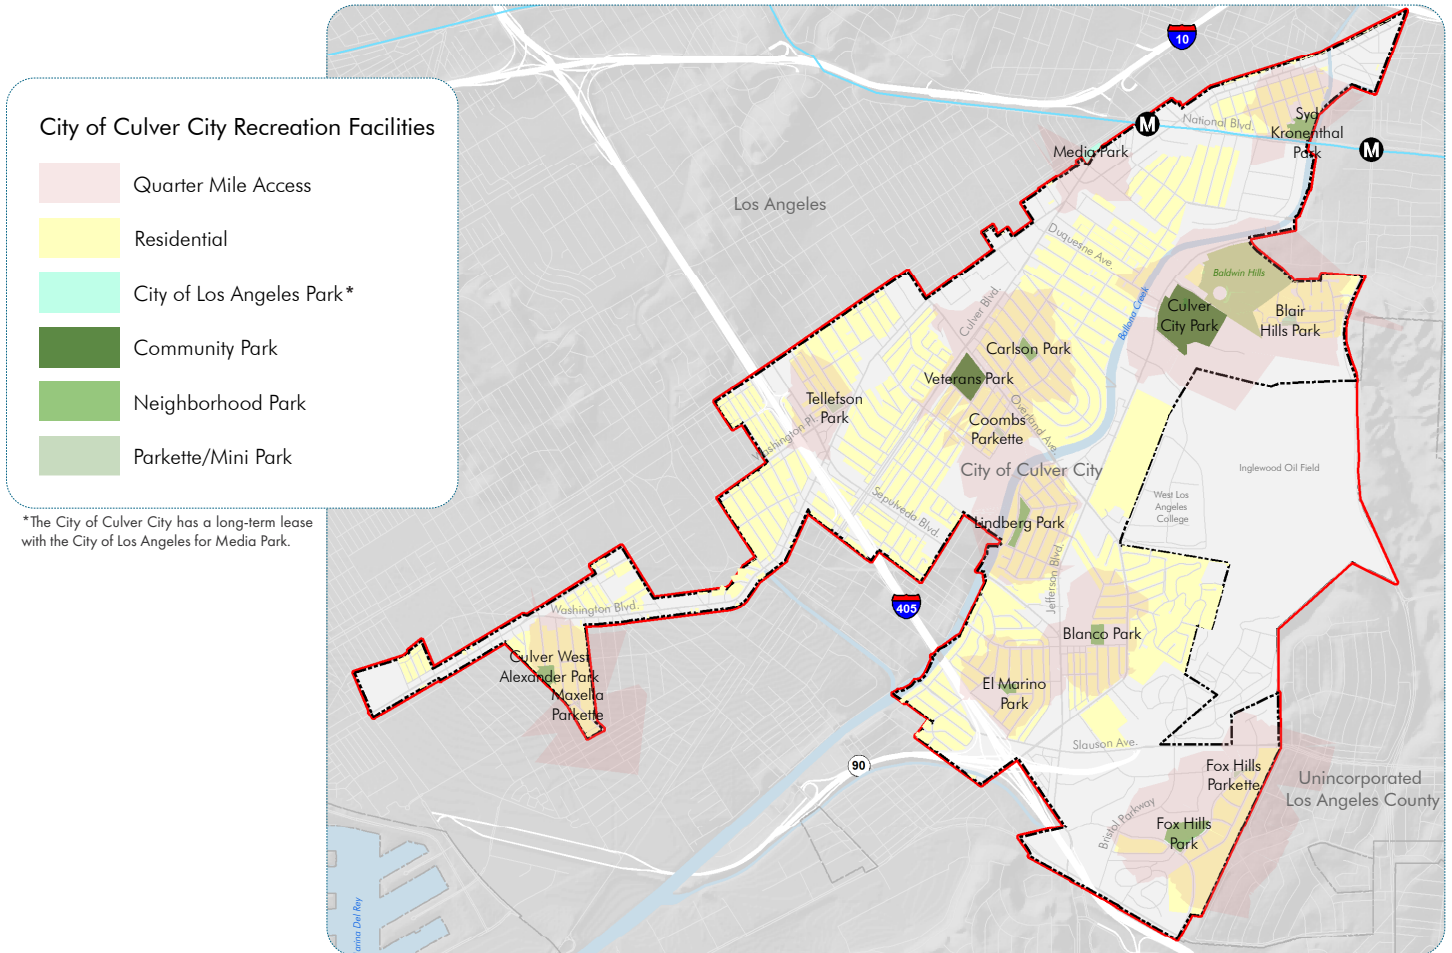 City of Culver City Recreation Facilities
Quarter Mile Access
Residential
City of Los Angeles Park*
Community Park
Neighborhood Park
Parkette/Mini Park
*The City of Culver City has a long-term lease
with the City of Los Angeles for Media Park.
10
M
National Blvd.
Syd
Kronenthal
Park
M
Media Park
Los Angeles
Duquesne Ave.
Baldwin Hills
Culver Blvd.
Ballona Creek
Culver
City Park
Blair
Hills Park
Carlson Park
Veterans Park
Tellefson
Park
Overland Ave.
Coombs
Parkette
Washington Pl.
City of Culver City
Inglewood Oil Field
West Los
Angeles
College
Sepulveda Blvd.
Lindberg Park
Jefferson Blvd.
405
Washington Blvd.
Blanco Park
Culver West
Alexander Park
Maxella
Parkette
El Marino
Park
Slauson Ave.
90
Fox Hills
Parkette
Unincorporated
Los Angeles County
Bristol Parkway
Fox Hills
Park
arina Del Rey